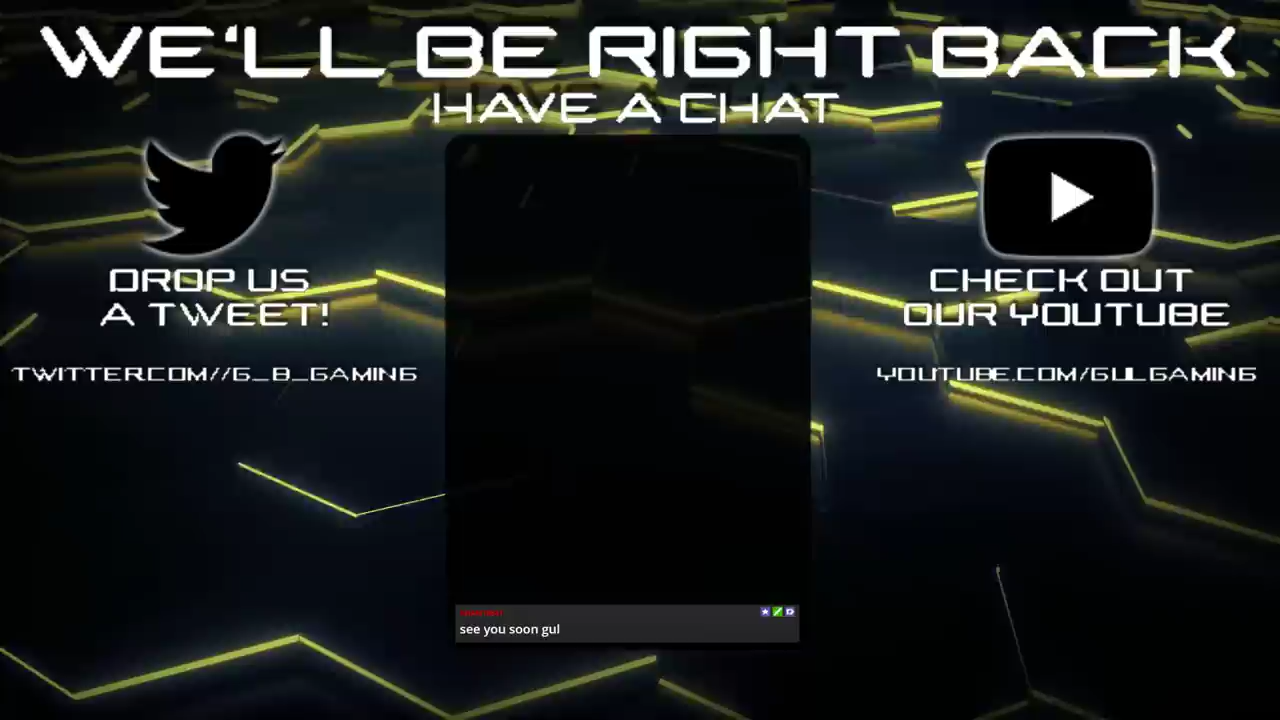 WE'LL BE RIGHT BACK
HAVE A CHAT
DROP US
A TWEET!
TWITTER.COM//G_B_GAMING
CHECK OUT
OUR YOUTUBE
YOUTUBE.COM/GULGAMING
see you soon gul